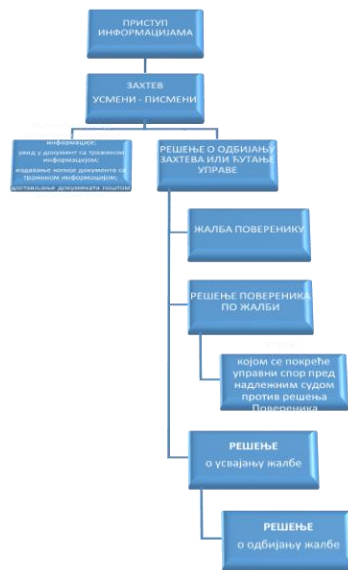 ПРИСТУП
ИНФОРМАЦИЈАМА
ЗАХТЕВ
УСМЕНИ - ПИСМЕНИ
информације;
увид у документ са траженом
информацијом;
издавање копије документа са
траженом информацијом;
достављање документа поштом
РЕШЕЊЕ О ОДБИЈАЊУ
ЗАХТЕВА ИЛИ ЋУТАЊЕ
УПРАВЕ
ЖАЛБА ПОВЕРЕНИКУ
РЕШЕЊЕ ПОВЕРЕНИКА
ПО ЖАЛБИ
којом се покреће
управни спор пред
надлежним судом
против решења
Повереника
РЕШЕЊЕ
о усвајању жалбе
РЕШЕЊЕ
о одбијању жалбе